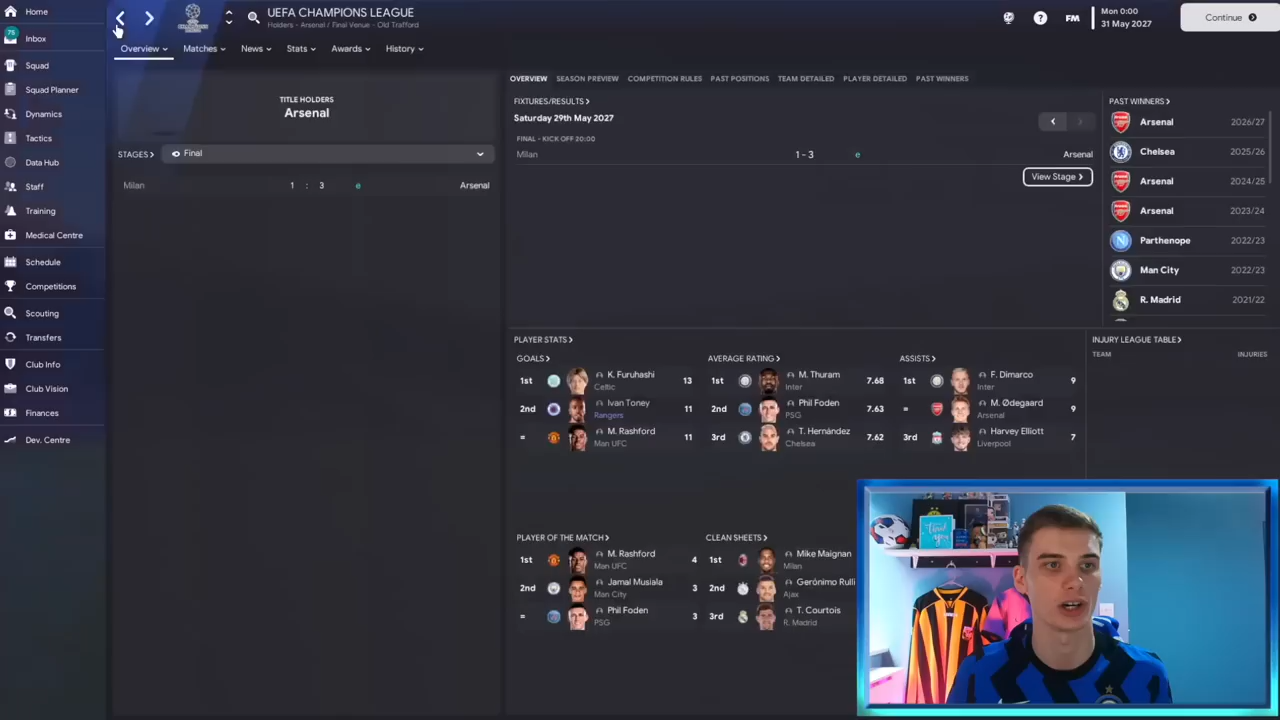 UEFA CHAMPIONS LEAGUE
Holders - Arsenal / Final Venue - Old Trafford
FM
Mon 0:00
31 May 2027
Continue
Home
75
Inbox
Squad
Squad Planner
Dynamics
Tactics
Data Hub
Staff
Training
Medical Centre
Schedule
Competitions
Scouting
Transfers
Club Info
Club Vision
Finances
Dev. Centre
Overview Matches News Stats Awards History
TITLE HOLDERS
Arsenal
STAGES
Final
Milan 1 : 3 e Arsenal
OVERVIEW SEASON PREVIEW COMPETITION RULES PAST POSITIONS TEAM DETAILED PLAYER DETAILED PAST WINNERS
FIXTURES/RESULTS
Saturday 29th May 2027
FINAL - KICK OFF 20:00
Milan 1 - 3 e Arsenal
View Stage
PAST WINNERS
Arsenal 2026/27
Chelsea 2025/26
Arsenal 2024/25
Arsenal 2023/24
Parthenope 2022/23
Man City 2022/23
R. Madrid 2021/22
PLAYER STATS
GOALS
1st K. Furuhashi 13
Celtic
2nd Ivan Toney 11
Rangers
= M. Rashford 11
Man UFC
AVERAGE RATING
1st M. Thuram 7.68
Inter
2nd Phil Foden 7.63
PSG
3rd T. Hernández 7.62
Chelsea
ASSISTS
1st F. Dimarco 9
Inter
= M. Ødegaard 9
Arsenal
3rd Harvey Elliott 7
Liverpool
INJURY LEAGUE TABLE
TEAM INJURIES
PLAYER OF THE MATCH
1st M. Rashford 4
Man UFC
2nd Jamal Musiala 3
Man City
= Phil Foden 3
PSG
CLEAN SHEETS
1st Mike Maignan
Milan
2nd Gerónimo Rulli
Ajax
3rd T. Courtois
R. Madrid